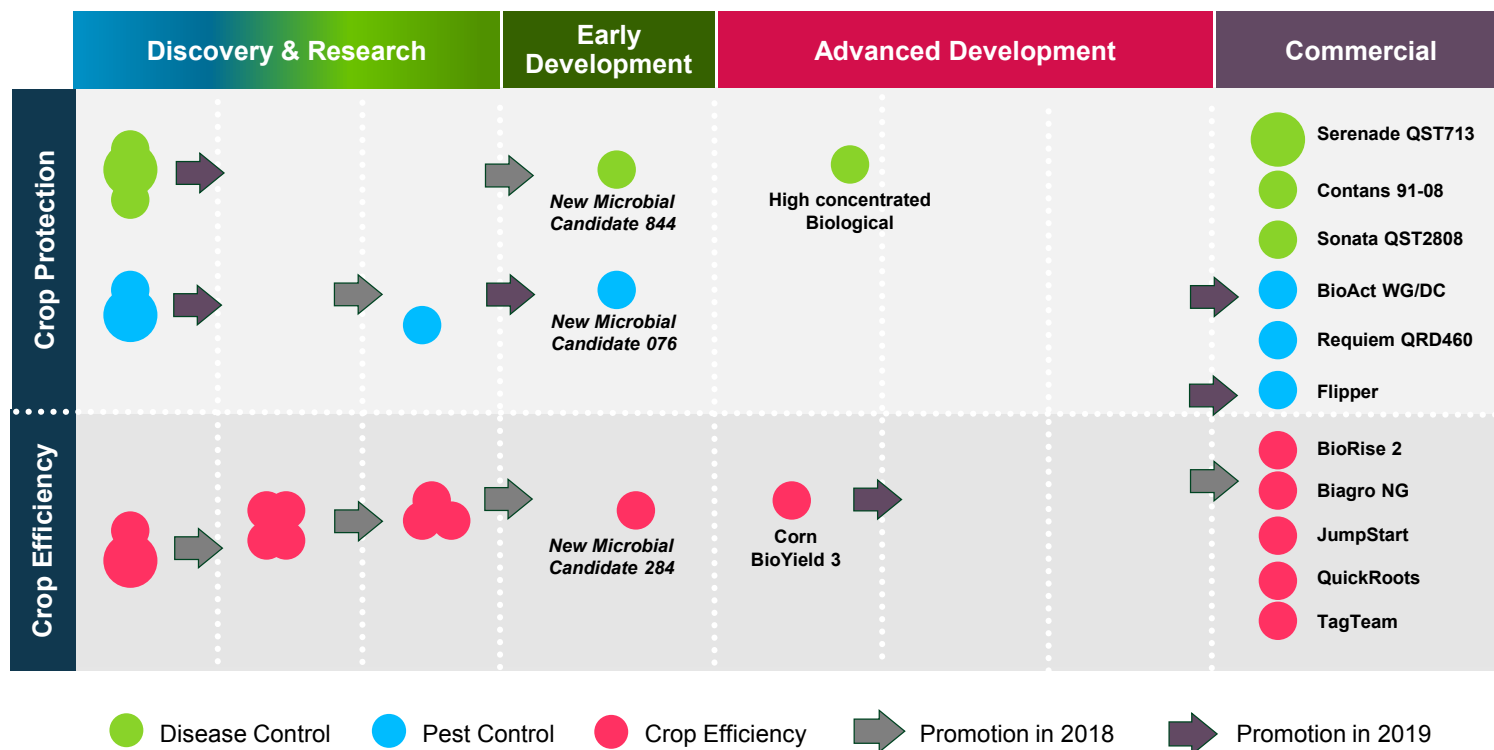 Discovery & Research
Early
Development
Advanced Development
Commercial
Crop Protection
New Microbial
Candidate 844
High concentrated
Biological
Serenade QST713
Contans 91-08
Sonata QST2808
New Microbial
Candidate 076
BioAct WG/DC
Requiem QRD460
Flipper
Crop Efficiency
New Microbial
Candidate 284
Corn
BioYield 3
BioRise 2
Biagro NG
JumpStart
QuickRoots
TagTeam
Disease Control
Pest Control
Crop Efficiency
Promotion in 2018
Promotion in 2019